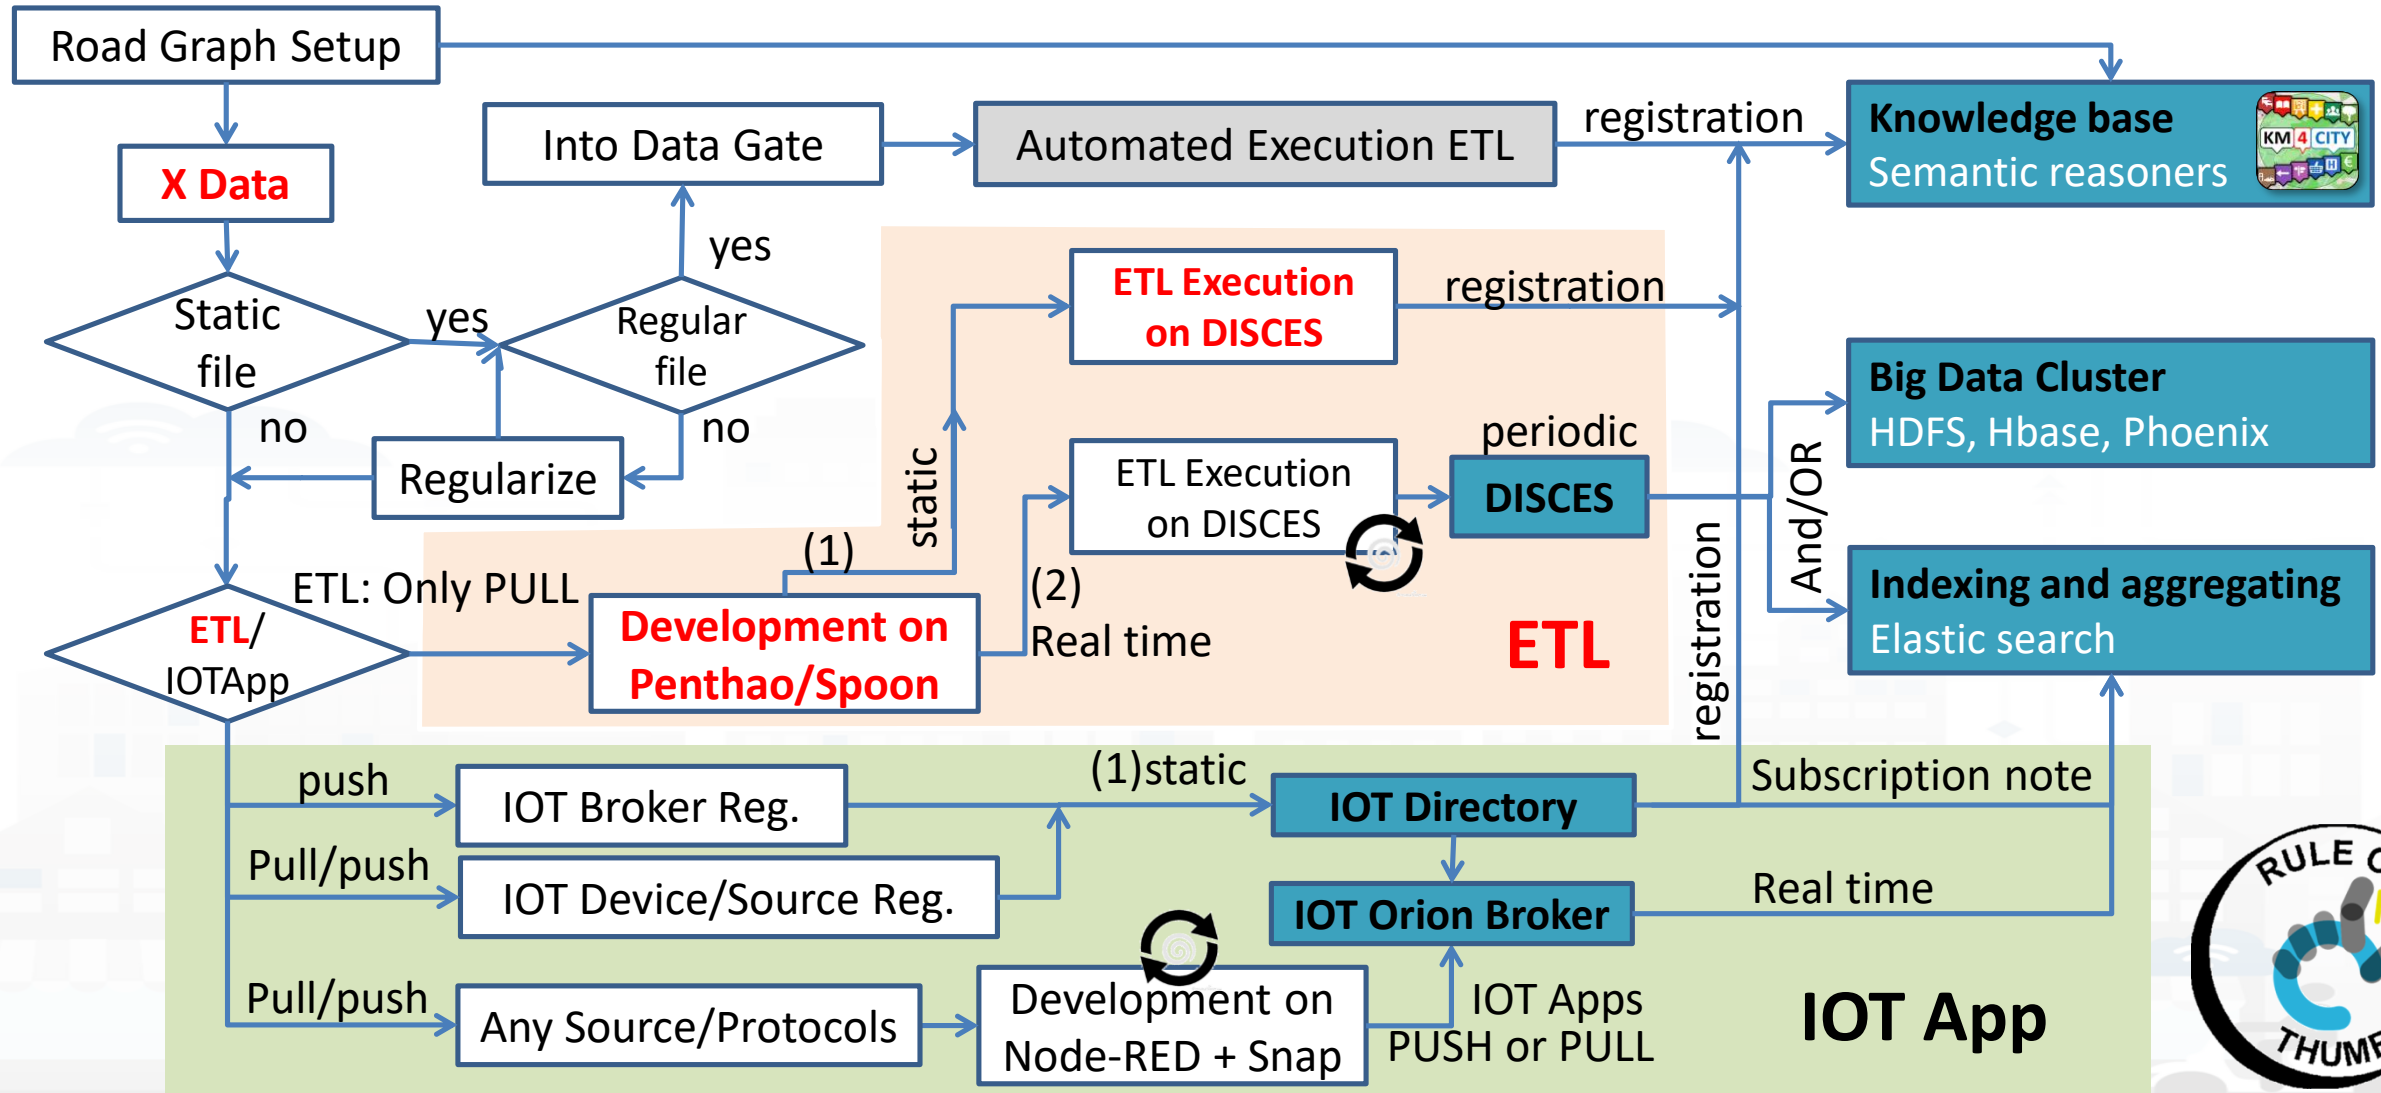 Road Graph Setup
X Data
Into Data Gate
Automated Execution ETL
registration
Knowledge base
Semantic reasoners
KM 4 CITY
Static
file
yes
Regular
file
yes
no
no
Regularize
ETL Execution
on DISCES
registration
static
(1)
ETL Execution
on DISCES
periodic
DISCES
(2)
Real time
ETL
And/OR
registration
Big Data Cluster
HDFS, Hbase, Phoenix
Indexing and aggregating
Elastic search
ETL: Only PULL
ETL/
IOTApp
Development on
Penthao/Spoon
push
IOT Broker Reg.
(1)static
IOT Directory
Subscription note
Pull/push
IOT Device/Source Reg.
IOT Orion Broker
Real time
Pull/push
Any Source/Protocols
Development on
Node-RED + Snap
IOT Apps
PUSH or PULL
IOT App
RULE
THUM